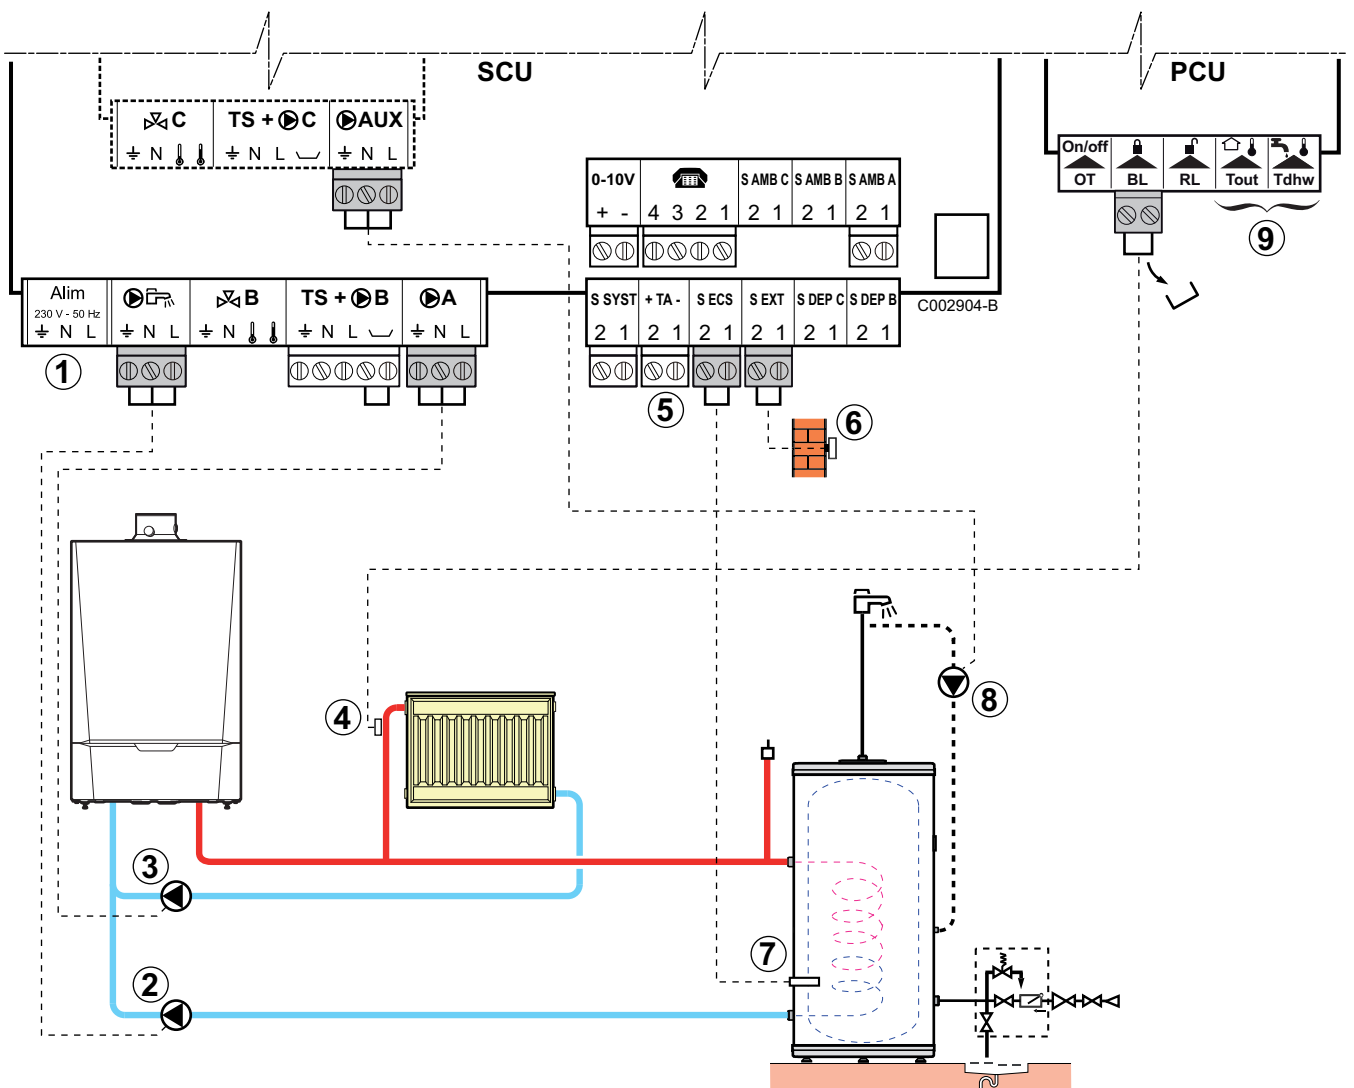 SCU
PCU
C
TS + C
AUX
N
N L
N L
0-10V
S AMB C
S AMB B
S AMB A
+ -
4 3 2 1
2 1
2 1
2 1
On/off
OT
BL
RL
Tout
Tdhw
9
C002904-B
Alim
230 V - 50 Hz
N L
N L
B
N
TS + B
N L
A
N L
S SYST
+ TA -
S ECS
S EXT
S DEP C
S DEP B
2 1
2 1
2 1
2 1
2 1
2 1
1
5
6
4
8
3
7
2